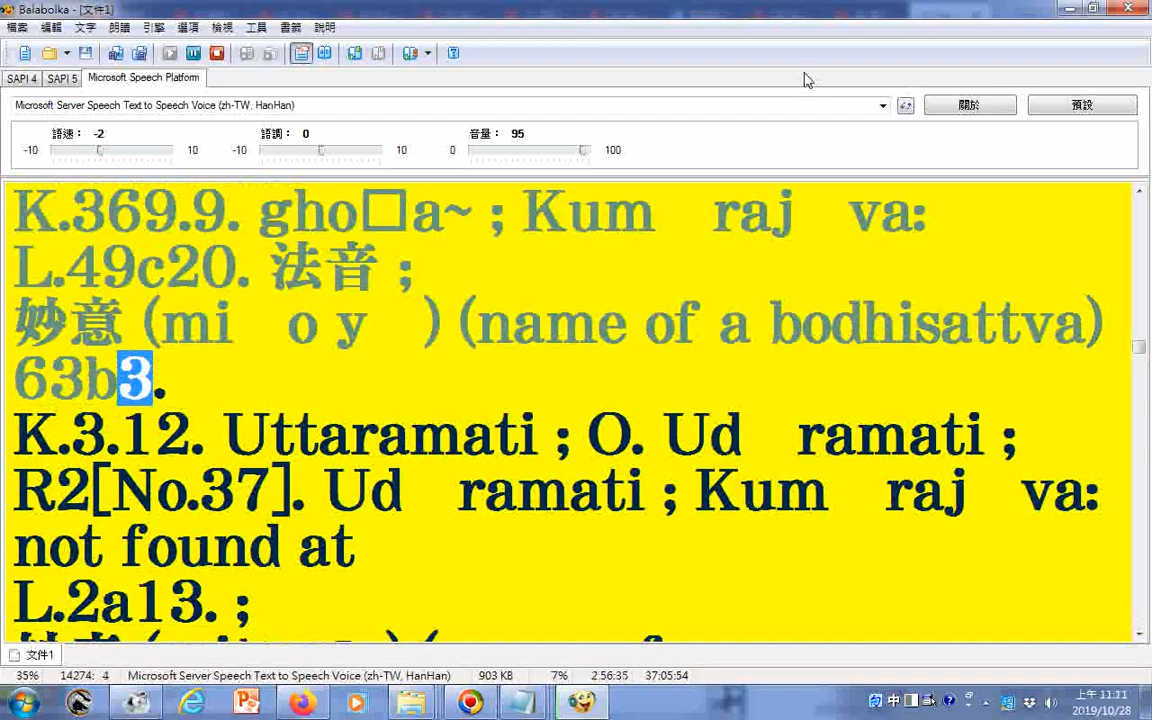 Balabolka - [文件1]
檔案 編輯 文字 朗讀 引擎 選項 檢視 工具 書籤 說明
SAPI 4 SAPI 5 Microsoft Speech Platform
Microsoft Server Speech Text to Speech Voice (zh-TW, HanHan) 關於 預設
語速： -2 語調： 0 音量： 95
-10 10 -10 10 0 100
K.369.9. gho□a~ ; Kum raj va:
L.49c20. 法音 ;
妙意 (mi o y ) (name of a bodhisattva)
63b3.
K.3.12. Uttaramati ; O. Ud ramati ;
R2[No.37]. Ud ramati ; Kum raj va:
not found at
L.2a13. ;
文件1
35% 14274: 4 Microsoft Server Speech Text to Speech Voice (zh-TW, HanHan) 903 KB 7% 2:56:35 37:05:54
中 上午 11:11
2019/10/28